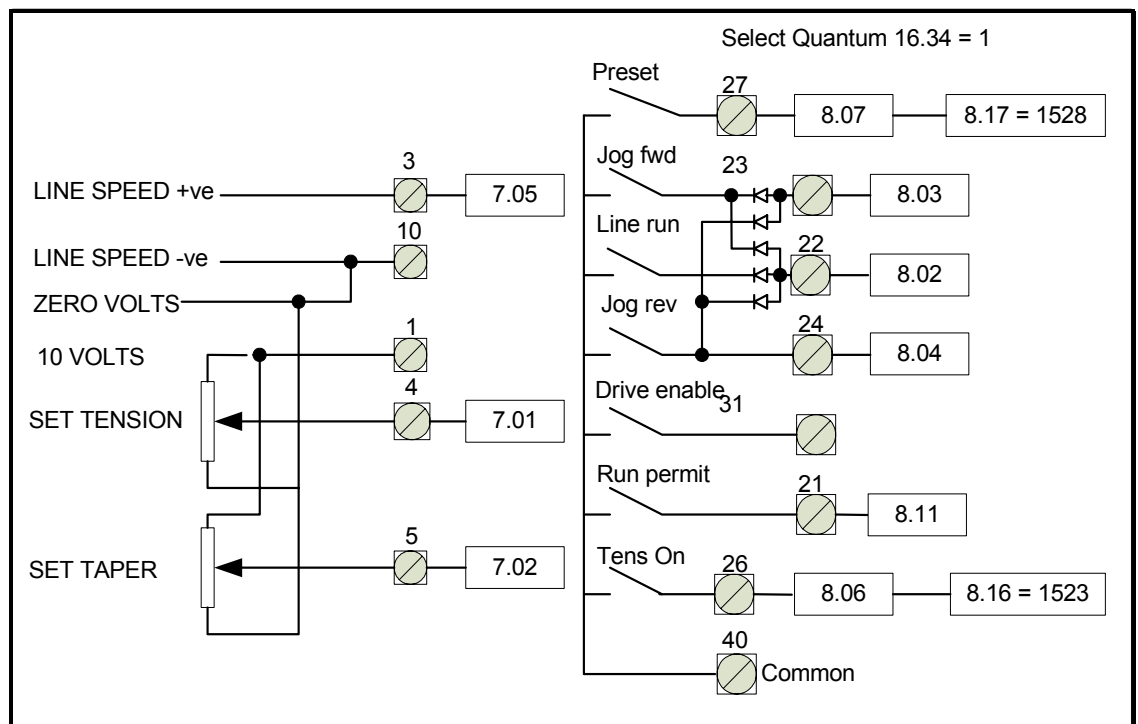 Select Quantum 16.34 = 1
Preset
27
8.07
8.17 = 1528
3
LINE SPEED +ve
7.05
Jog fwd
23
8.03
10
LINE SPEED -ve
Line run
22
8.02
ZERO VOLTS
Jog rev
1
10 VOLTS
24
8.04
4
SET TENSION
7.01
Drive enable
31
Run permit
21
8.11
5
SET TAPER
7.02
Tens On
26
8.06
8.16 = 1523
40
Common